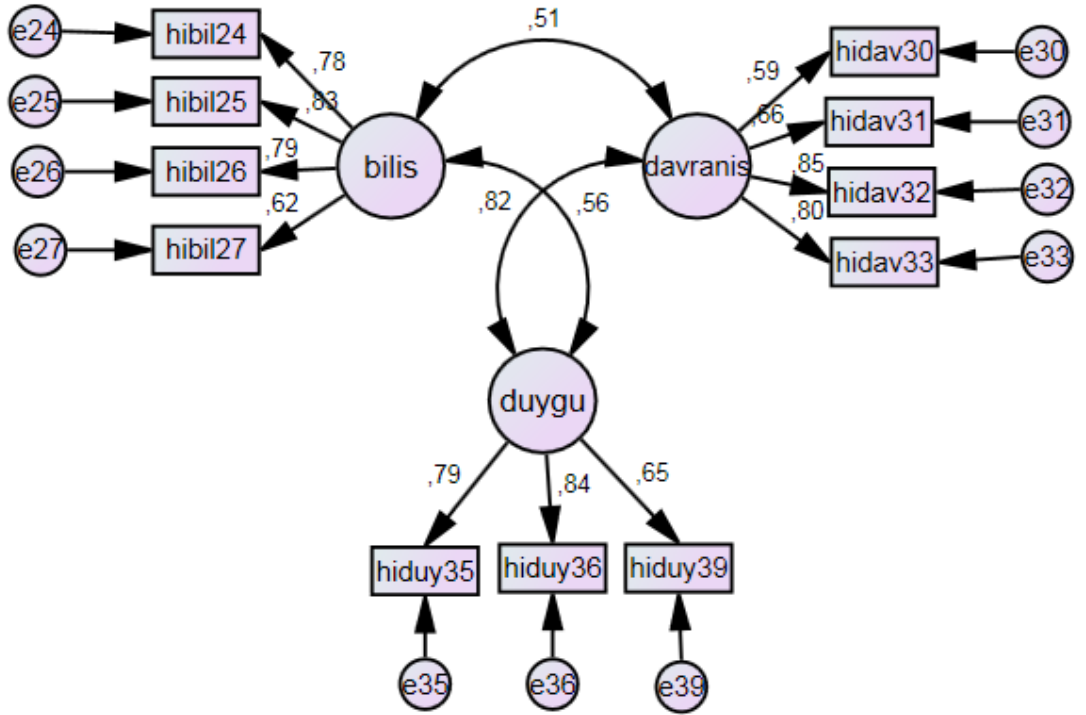 e24
hibil24
,78
,51
hidav30
e30
,59
e25
hibil25
,83
,66
hidav31
e31
e26
hibil26
,79
bilis
davranis
,85
hidav32
e32
,62
,82
,56
,80
e27
hibil27
hidav33
e33
duygu
,79
,84
,65
hiduy35
hiduy36
hiduy39
e35
e36
e39